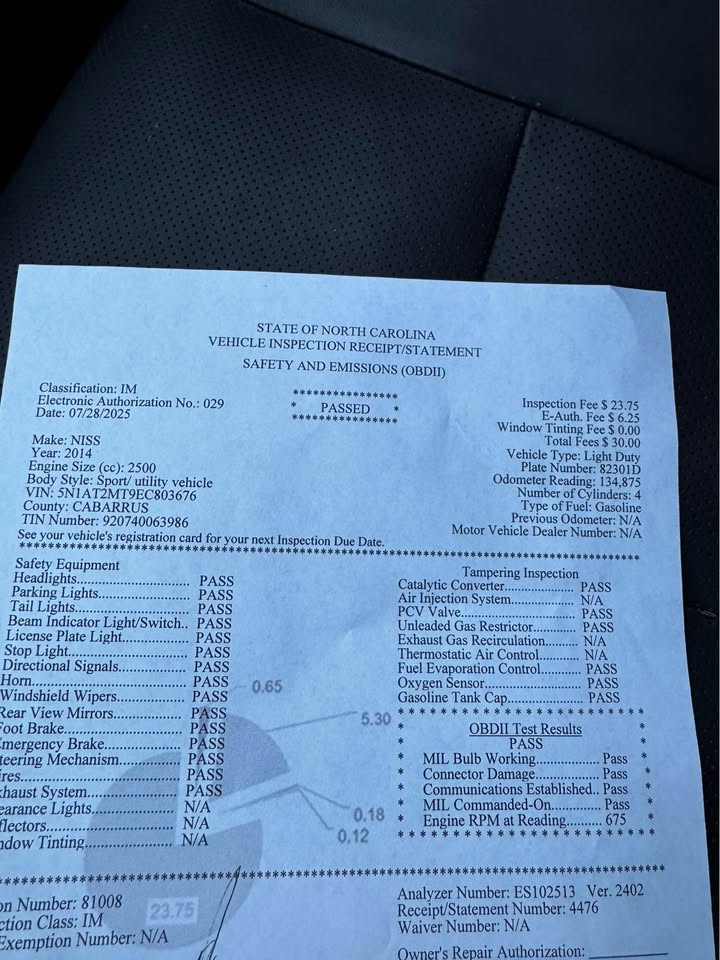 STATE OF NORTH CAROLINA
VEHICLE INSPECTION RECEIPT/STATEMENT
SAFETY AND EMISSIONS (OBDII)
Classification: IM
Electronic Authorization No.: 029
Date: 07/28/2025
********************
* PASSED *
********************
Inspection Fee $ 23.75
E-Auth. Fee $ 6.25
Window Tinting Fee $ 0.00
Total Fees $ 30.00
Vehicle Type: Light Duty
Plate Number: 82301D
Odometer Reading: 134,875
Number of Cylinders: 4
Type of Fuel: Gasoline
Previous Odometer: N/A
Motor Vehicle Dealer Number: N/A
Make: NISS
Year: 2014
Engine Size (cc): 2500
Body Style: Sport/ utility vehicle
VIN: 5N1AT2MT9EC803676
County: CABARRUS
TIN Number: 920740063986
See your vehicle's registration card for your next Inspection Due Date.
Safety Equipment
Headlights.............................. PASS
Parking Lights......................... PASS
Tail Lights.............................. PASS
Beam Indicator Light/Switch.. PASS
License Plate Light................. PASS
Stop Light............................... PASS
Directional Signals.................. PASS
Horn........................................ PASS
Windshield Wipers.................. PASS
Rear View Mirrors................... PASS
Foot Brake............................... PASS
Emergency Brake.................... PASS
teering Mechanism................. PASS
ires.......................................... PASS
xhaust System......................... PASS
earance Lights........................ N/A
flectors.................................... N/A
ndow Tinting.......................... N/A
Tampering Inspection
Catalytic Converter.................. PASS
Air Injection System................ N/A
PCV Valve............................... PASS
Unleaded Gas Restrictor.......... PASS
Exhaust Gas Recirculation....... N/A
Thermostatic Air Control......... N/A
Fuel Evaporation Control........ PASS
Oxygen Sensor........................ PASS
Gasoline Tank Cap.................. PASS
OBDII Test Results
PASS
MIL Bulb Working................ Pass
Connector Damage................ Pass
Communications Established.. Pass
MIL Commanded-On............. Pass
Engine RPM at Reading......... 675
0.65
5.30
0.18
0.12
23.75
on Number: 81008
ction Class: IM
Exemption Number: N/A
Analyzer Number: ES102513 Ver. 2402
Receipt/Statement Number: 4476
Waiver Number: N/A
Owner's Repair Authorization: